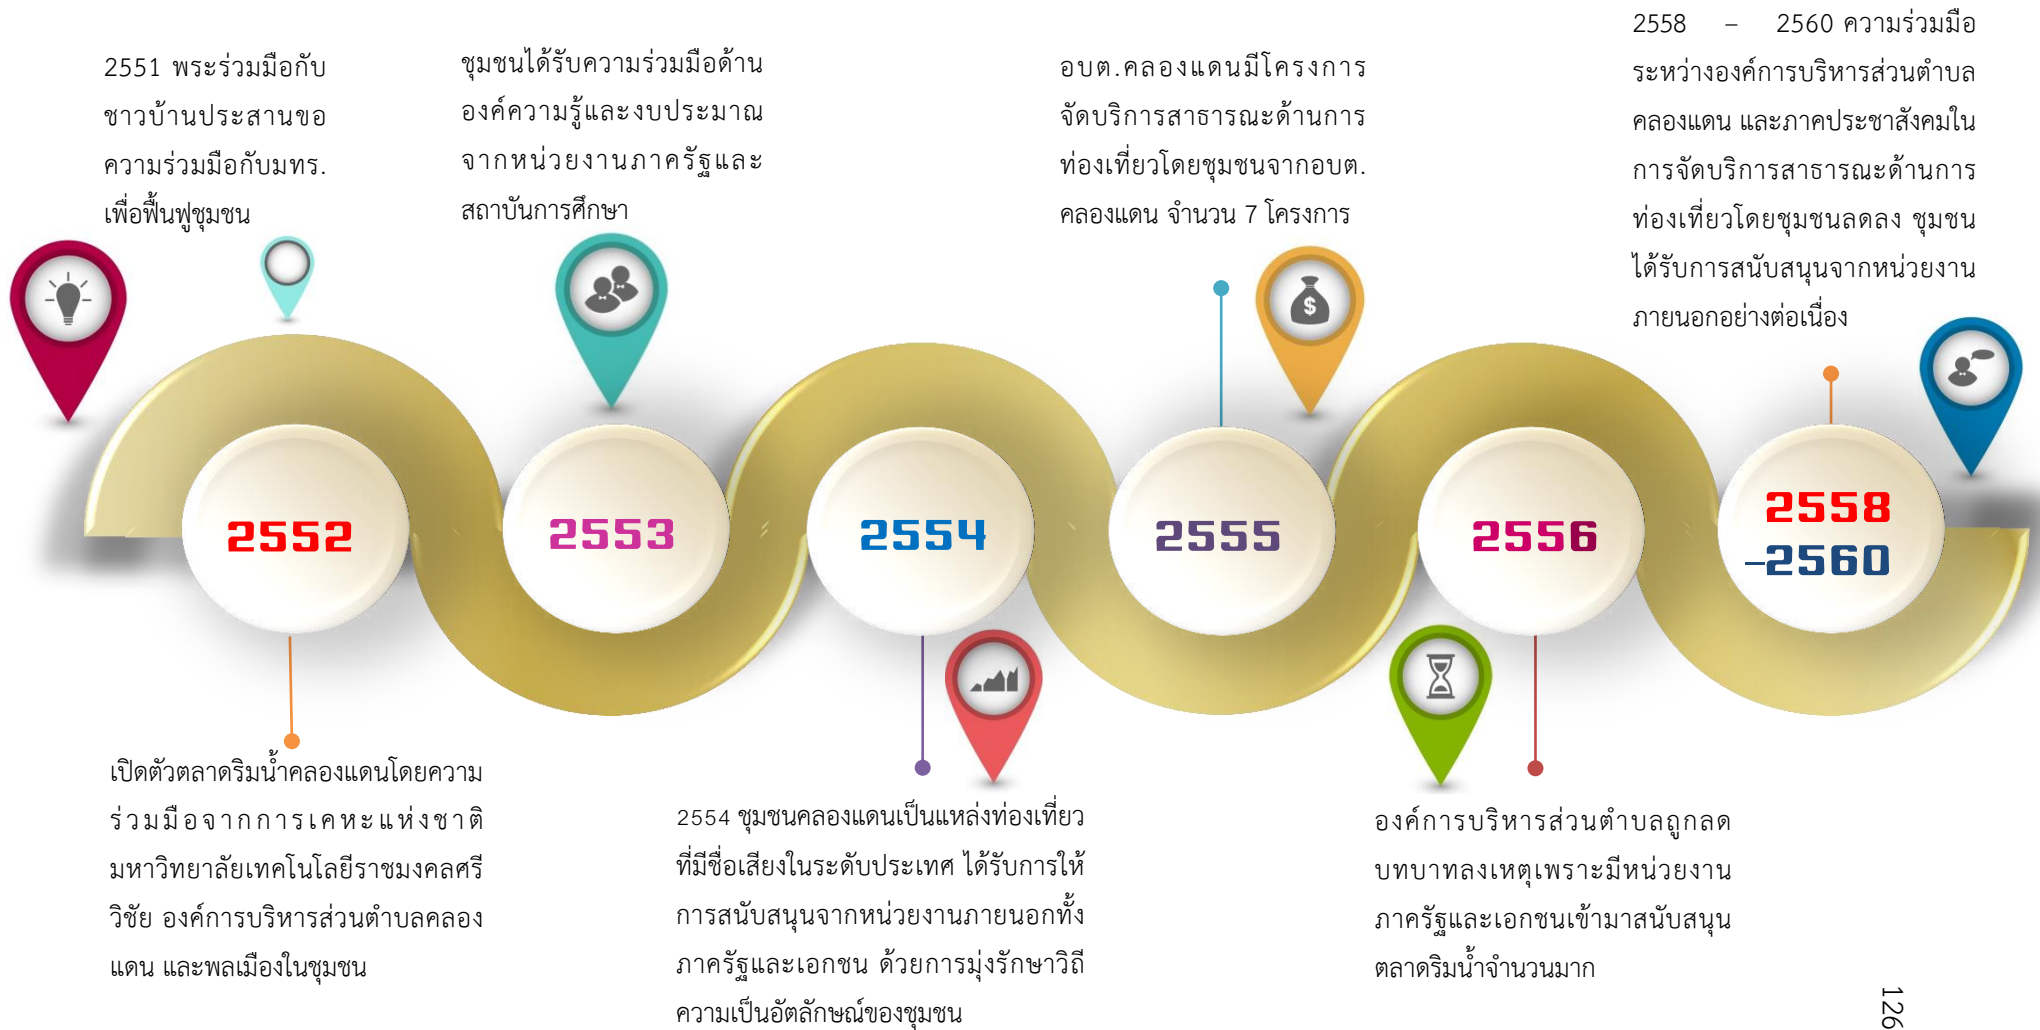 2551 พระร่วมมือกับ
ชาวบ้านประสานขอ
ความร่วมมือกับมทร.
เพื่อฟื้นฟูชุมชน
ชุมชนได้รับความร่วมมือด้าน
องค์ความรู้และงบประมาณ
จากหน่วยงานภาครัฐและ
สถาบันการศึกษา
อบต.คลองแดนมีโครงการ
จัดบริการสาธารณะด้านการ
ท่องเที่ยวโดยชุมชนจากอบต.
คลองแดน จำนวน 7 โครงการ
2558 – 2560 ความร่วมมือ
ระหว่างองค์การบริหารส่วนตำบล
คลองแดน และภาคประชาสังคมใน
การจัดบริการสาธารณะด้านการ
ท่องเที่ยวโดยชุมชนลดลง ชุมชน
ได้รับการสนับสนุนจากหน่วยงาน
ภายนอกอย่างต่อเนื่อง
2552
2553
2554
2555
2556
2558
–2560
เปิดตัวตลาดริมน้ำคลองแดนโดยความ
ร่วมมือจากการเคหะแห่งชาติ
มหาวิทยาลัยเทคโนโลยีราชมงคลศรี
วิชัย องค์การบริหารส่วนตำบลคลอง
แดน และพลเมืองในชุมชน
2554 ชุมชนคลองแดนเป็นแหล่งท่องเที่ยว
ที่มีชื่อเสียงในระดับประเทศ ได้รับการให้
การสนับสนุนจากหน่วยงานภายนอกทั้ง
ภาครัฐและเอกชน ด้วยการมุ่งรักษาวิถี
ความเป็นอัตลักษณ์ของชุมชน
องค์การบริหารส่วนตำบลถูกลด
บทบาทลงเหตุเพราะมีหน่วยงาน
ภาครัฐและเอกชนเข้ามาสนับสนุน
ตลาดริมน้ำจำนวนมาก
126